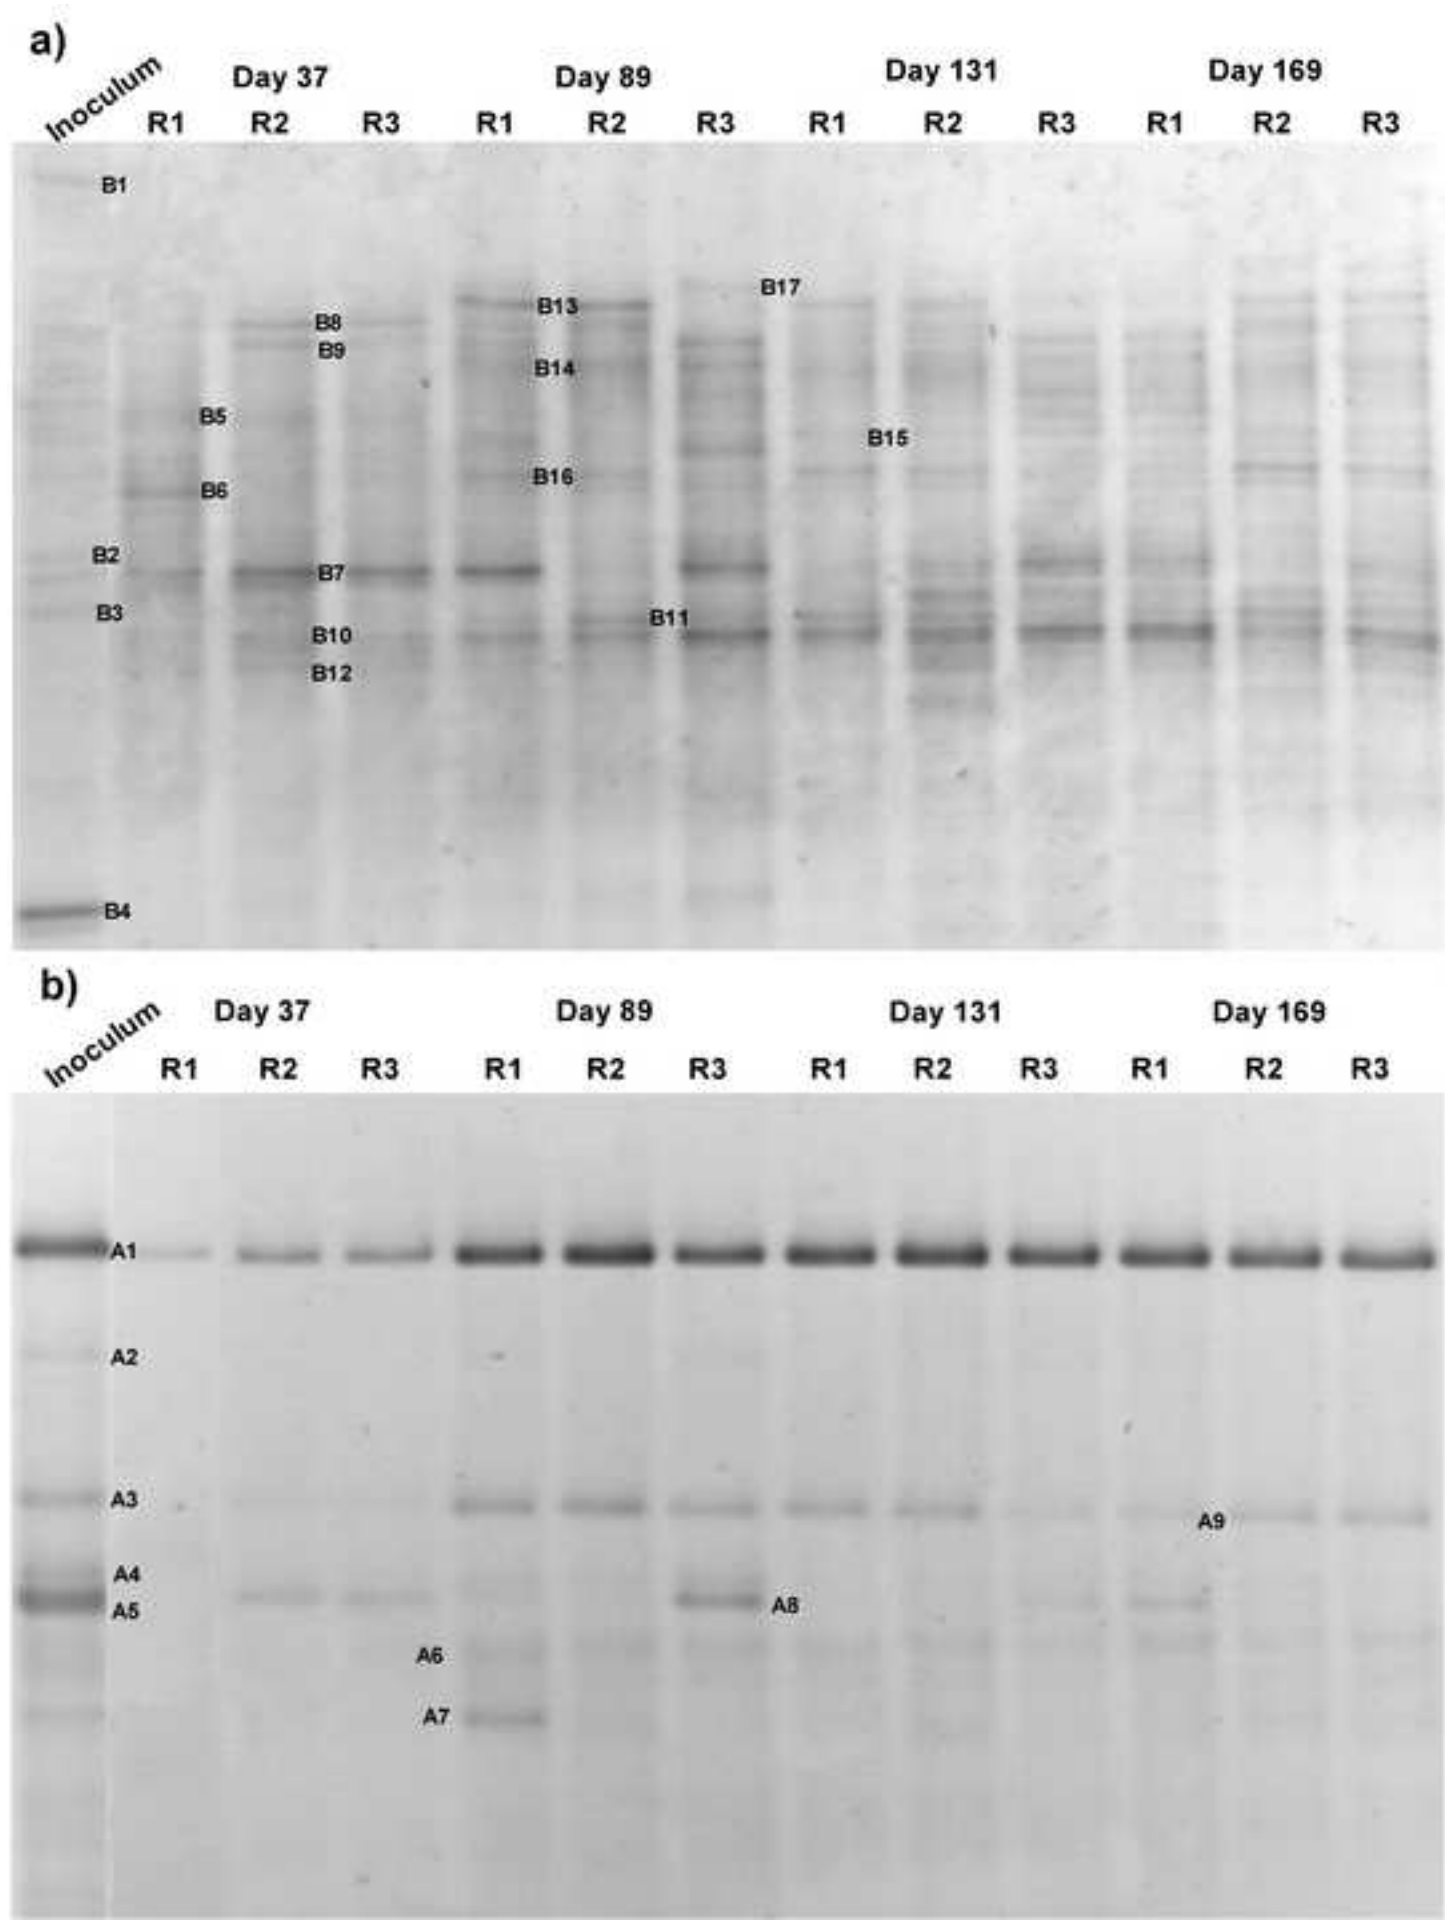 a)
Inoculum
Day 37 Day 89 Day 131 Day 169
R1 R2 R3 R1 R2 R3 R1 R2 R3 R1 R2 R3
B1
B17
B13
B8
B9
B14
B5
B15
B16
B6
B2
B7
B3
B11
B10
B12
B4
b)
Inoculum
Day 37 Day 89 Day 131 Day 169
R1 R2 R3 R1 R2 R3 R1 R2 R3 R1 R2 R3
A1
A2
A3
A9
A4
A5
A8
A6
A7